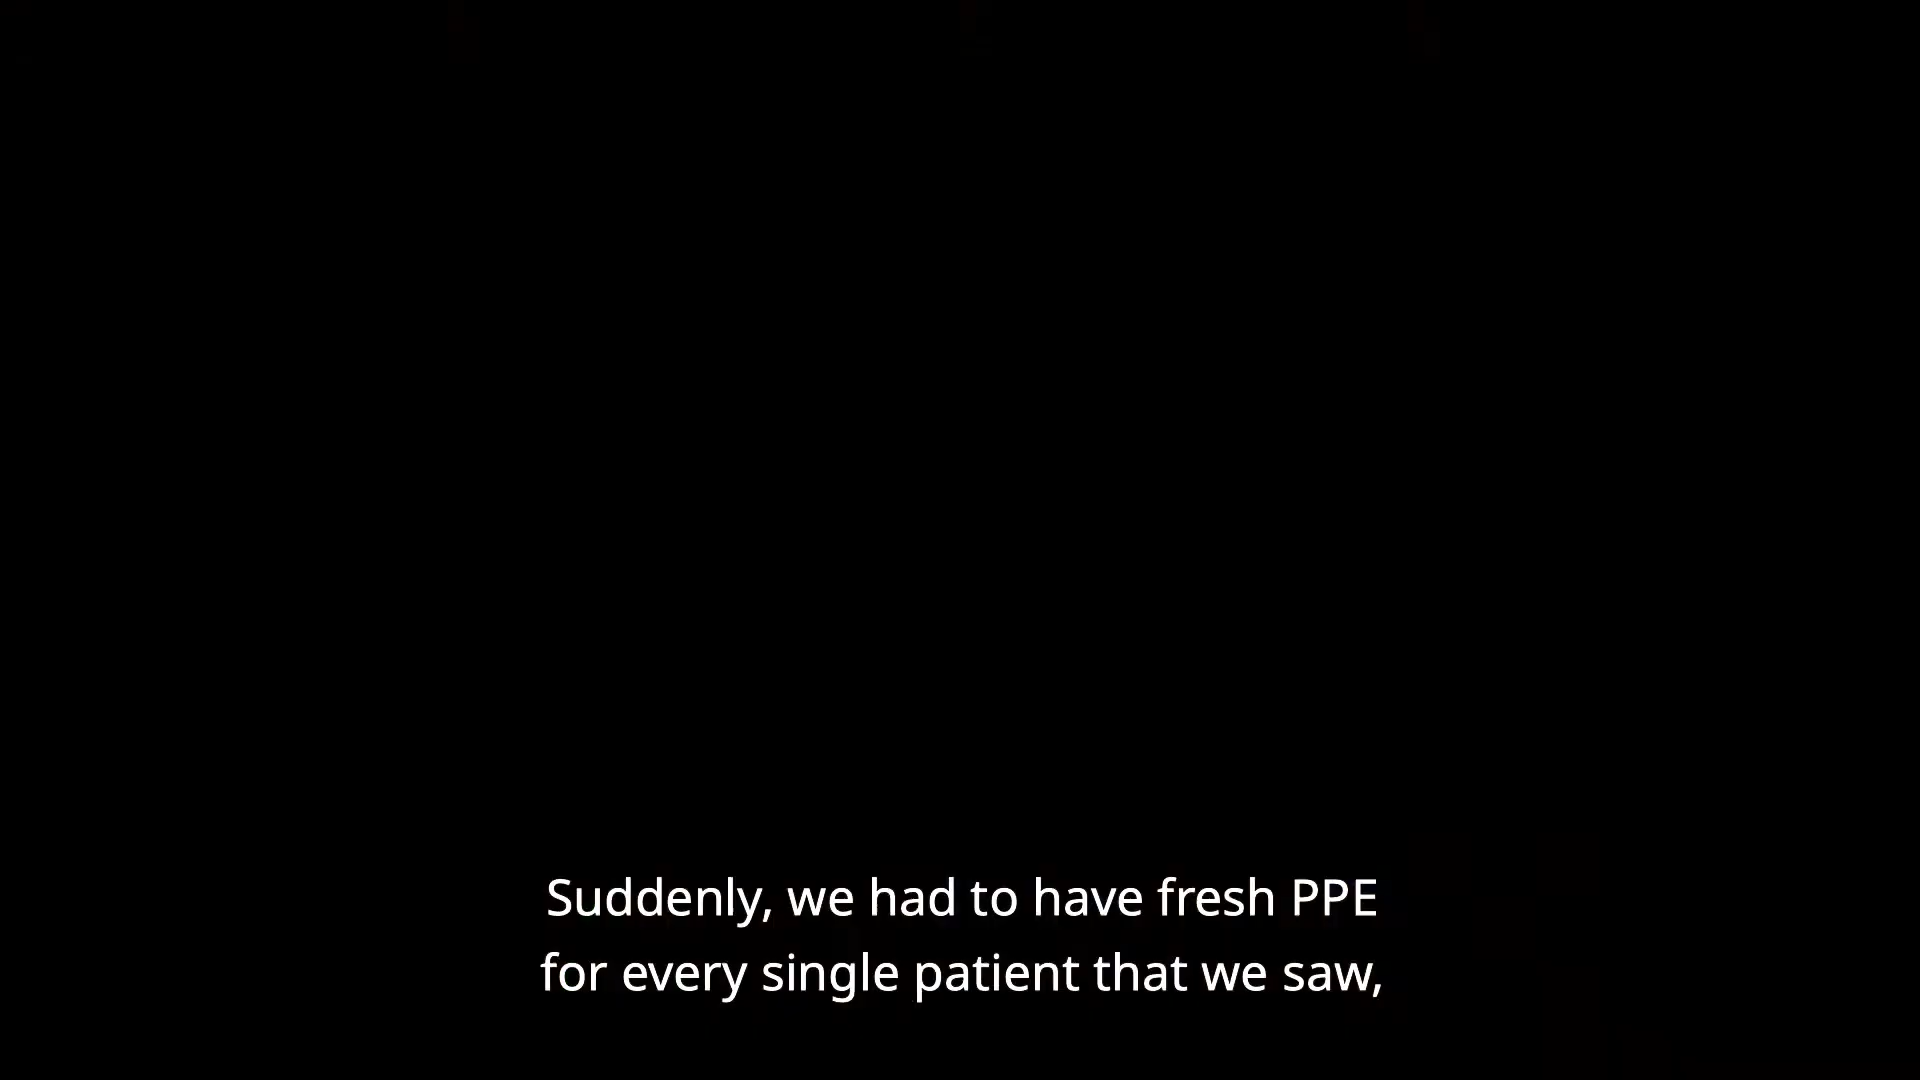 Suddenly, we had to have fresh PPE
for every single patient that we saw,